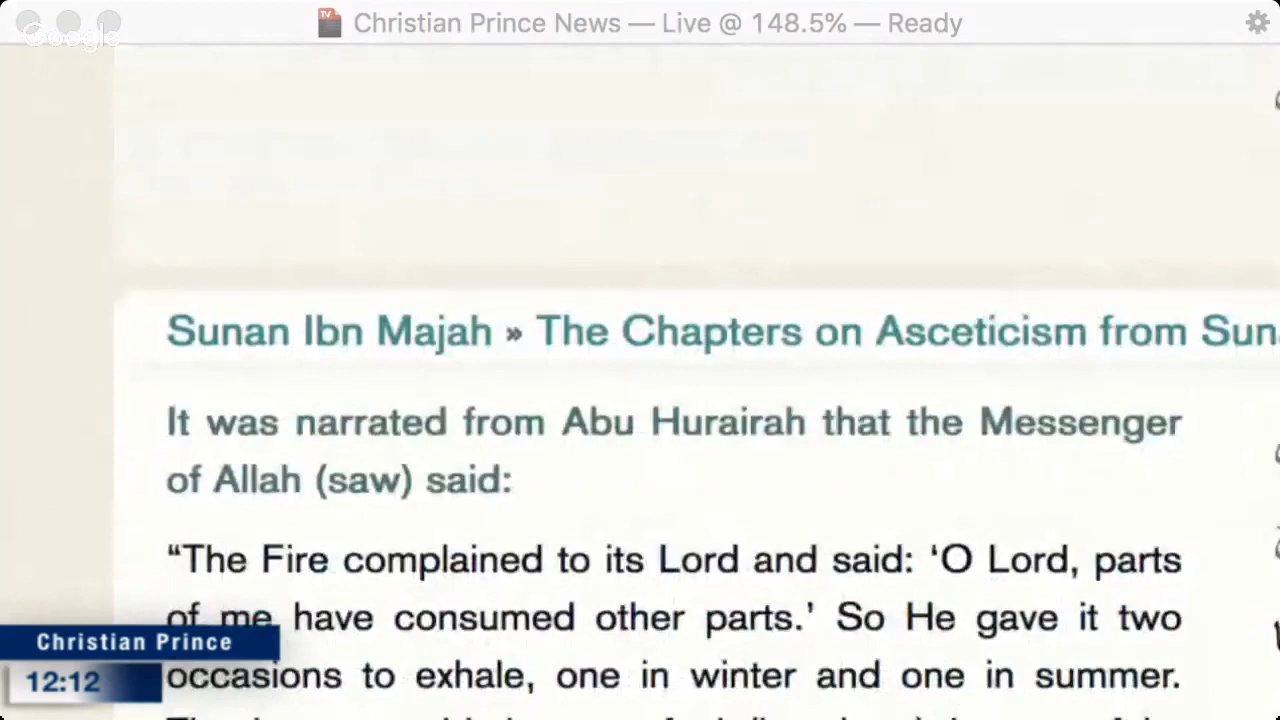 Christian Prince News — Live @ 148.5% — Ready
Google
TV
Sunan Ibn Majah » The Chapters on Asceticism from Sun
It was narrated from Abu Hurairah that the Messenger
of Allah (saw) said:
“The Fire complained to its Lord and said: ‘O Lord, parts
of me have consumed other parts.’ So He gave it two
occasions to exhale, one in winter and one in summer.
Christian Prince
12:12